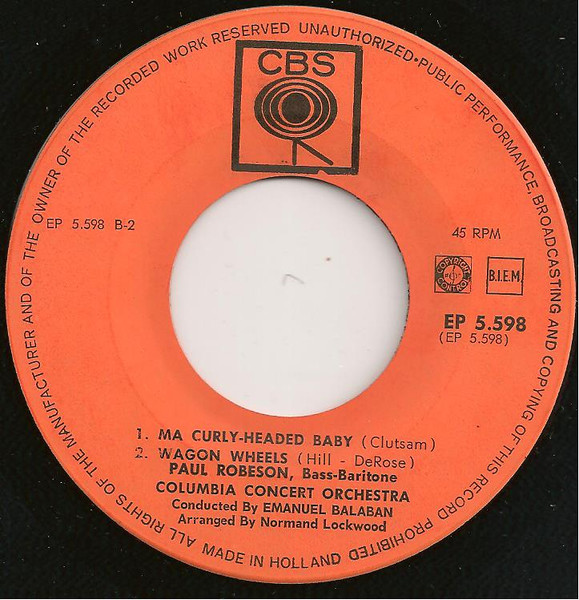 ALL RIGHTS OF THE MANUFACTURER AND OF THE OWNER OF THE RECORDED WORK RESERVED UNAUTHORIZED•PUBLIC PERFORMANCE, BROADCASTING AND COPYING OF THIS RECORD PROHIBITED
CBS
EP 5.598 B-2
45 RPM
COPYRIGHT CONTROL
B.I.E.M.
EP 5.598
(EP 5.598)
1. MA CURLY-HEADED BABY (Clutsam)
2. WAGON WHEELS (Hill - DeRose)
PAUL ROBESON, Bass-Baritone
COLUMBIA CONCERT ORCHESTRA
Conducted By EMANUEL BALABAN
Arranged By Normand Lockwood
MADE IN HOLLAND